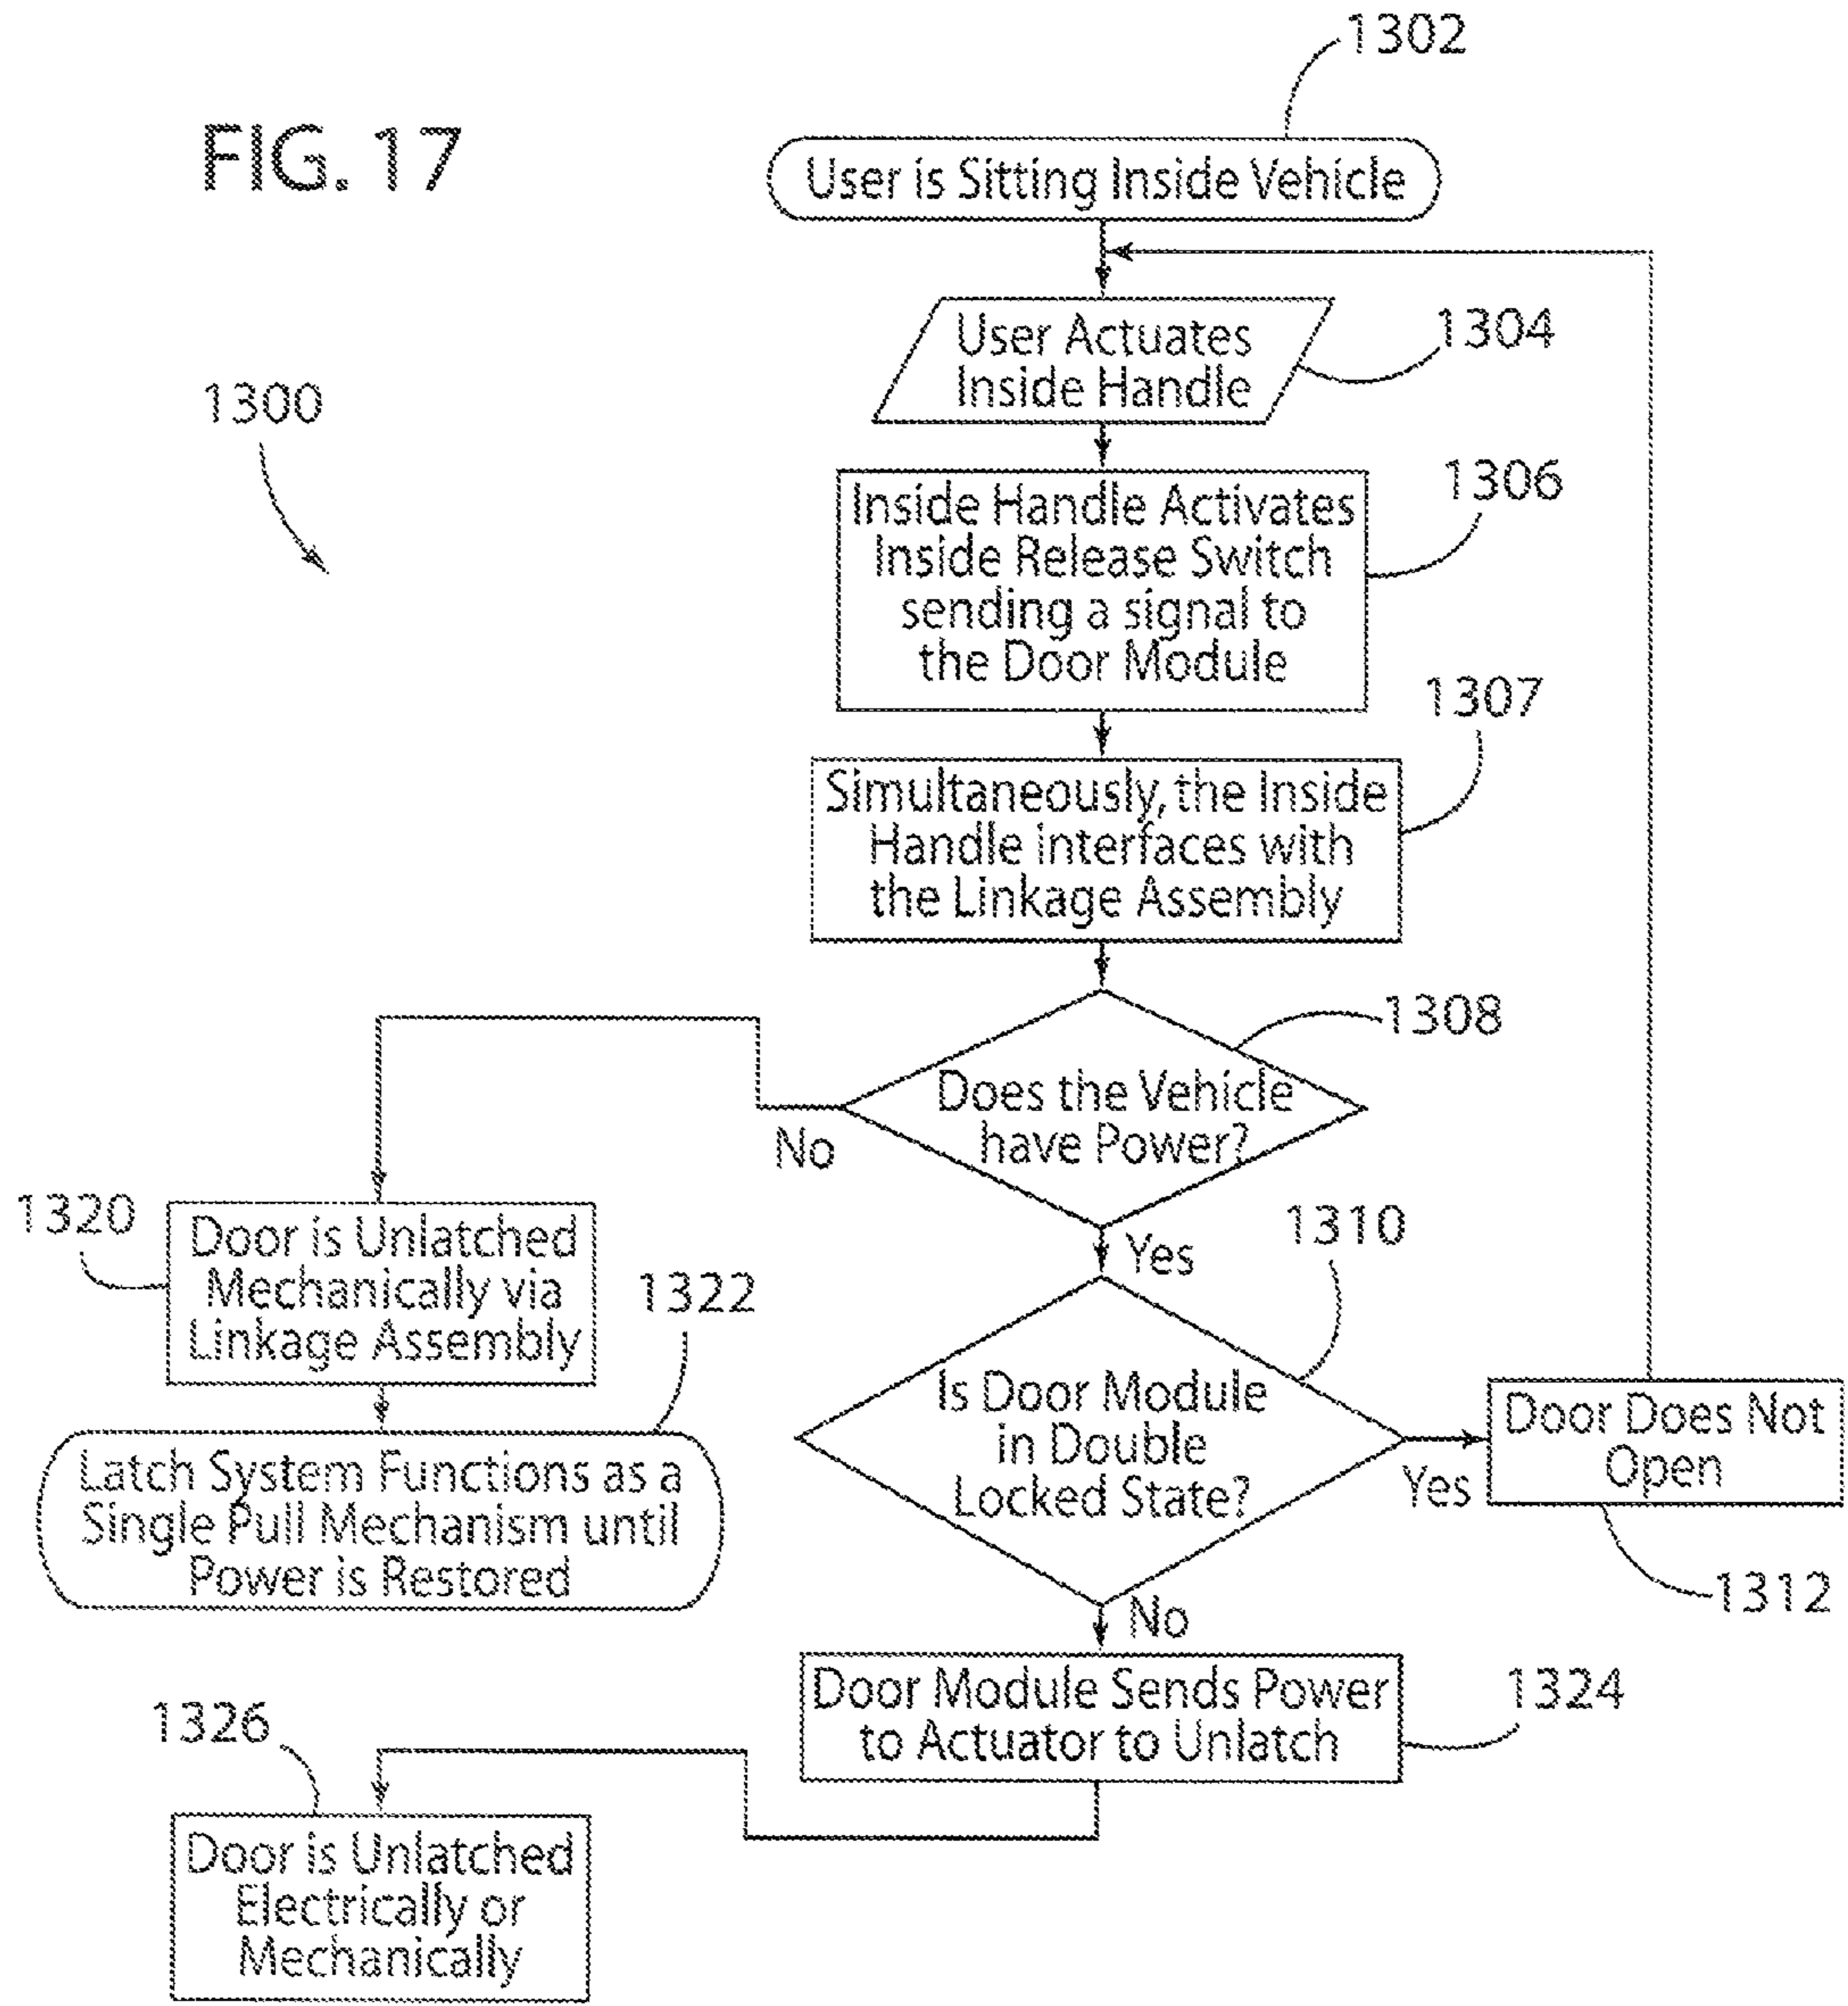 FIG. 17
1302
User is Sitting Inside Vehicle
1304
User Actuates
Inside Handle
1300
1306
Inside Handle Activates
Inside Release Switch
sending a signal to
the Door Module
1307
Simultaneously, the Inside
Handle interfaces with
the Linkage Assembly
1308
Does the Vehicle
have Power?
No
Yes
1320
Door is Unlatched
Mechanically via
Linkage Assembly
1322
Latch System Functions as a
Single Pull Mechanism until
Power is Restored
1310
Is Door Module
in Double
Locked State?
Yes
Door Does Not
Open
1312
No
Door Module Sends Power
to Actuator to Unlatch
1324
1326
Door is Unlatched
Electrically or
Mechanically